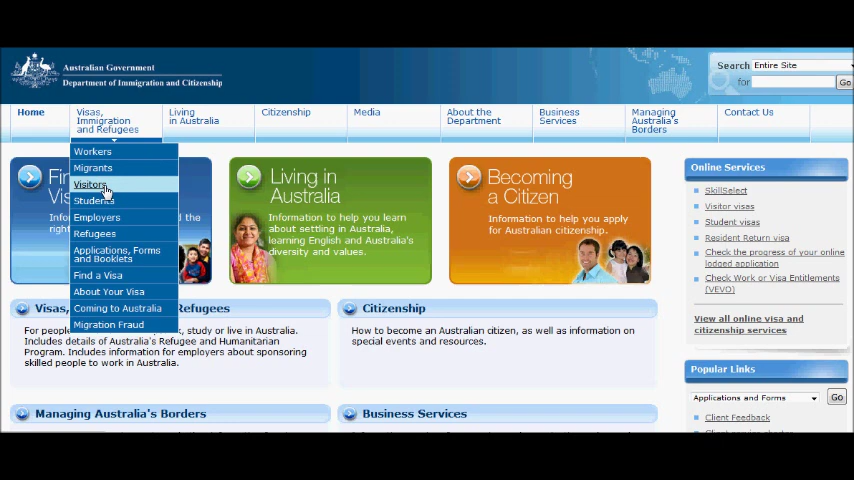 Australian Government
Department of Immigration and Citizenship
Search Entire Site
for
Go
Home
Visas,
Immigration
and Refugees
Living
in Australia
Citizenship
Media
About the
Department
Business
Services
Managing
Australia's
Borders
Contact Us
Workers
Migrants
Visitors
Students
Employers
Refugees
Applications, Forms
and Booklets
Find a Visa
About Your Visa
Coming to Australia
Migration Fraud
the
Living in
Australia
Information to help you learn
about settling in Australia,
learning English and Australia's
diversity and values.
Becoming
a Citizen
Information to help you apply
for Australian citizenship.
Refugees
For people
, study or live in Australia.
Includes details of Australia's Refugee and Humanitarian
Program. Includes information for employers about sponsoring
skilled people to work in Australia.
Citizenship
How to become an Australian citizen, as well as information on
special events and resources.
Managing Australia's Borders
Business Services
Online Services
SkillSelect
Visitor visas
Student visas
Resident Return visa
Check the progress of your online
lodged application
Check Work or Visa Entitlements
(VEVO)
View all online visa and
citizenship services
Popular Links
Applications and Forms
Go
Client Feedback